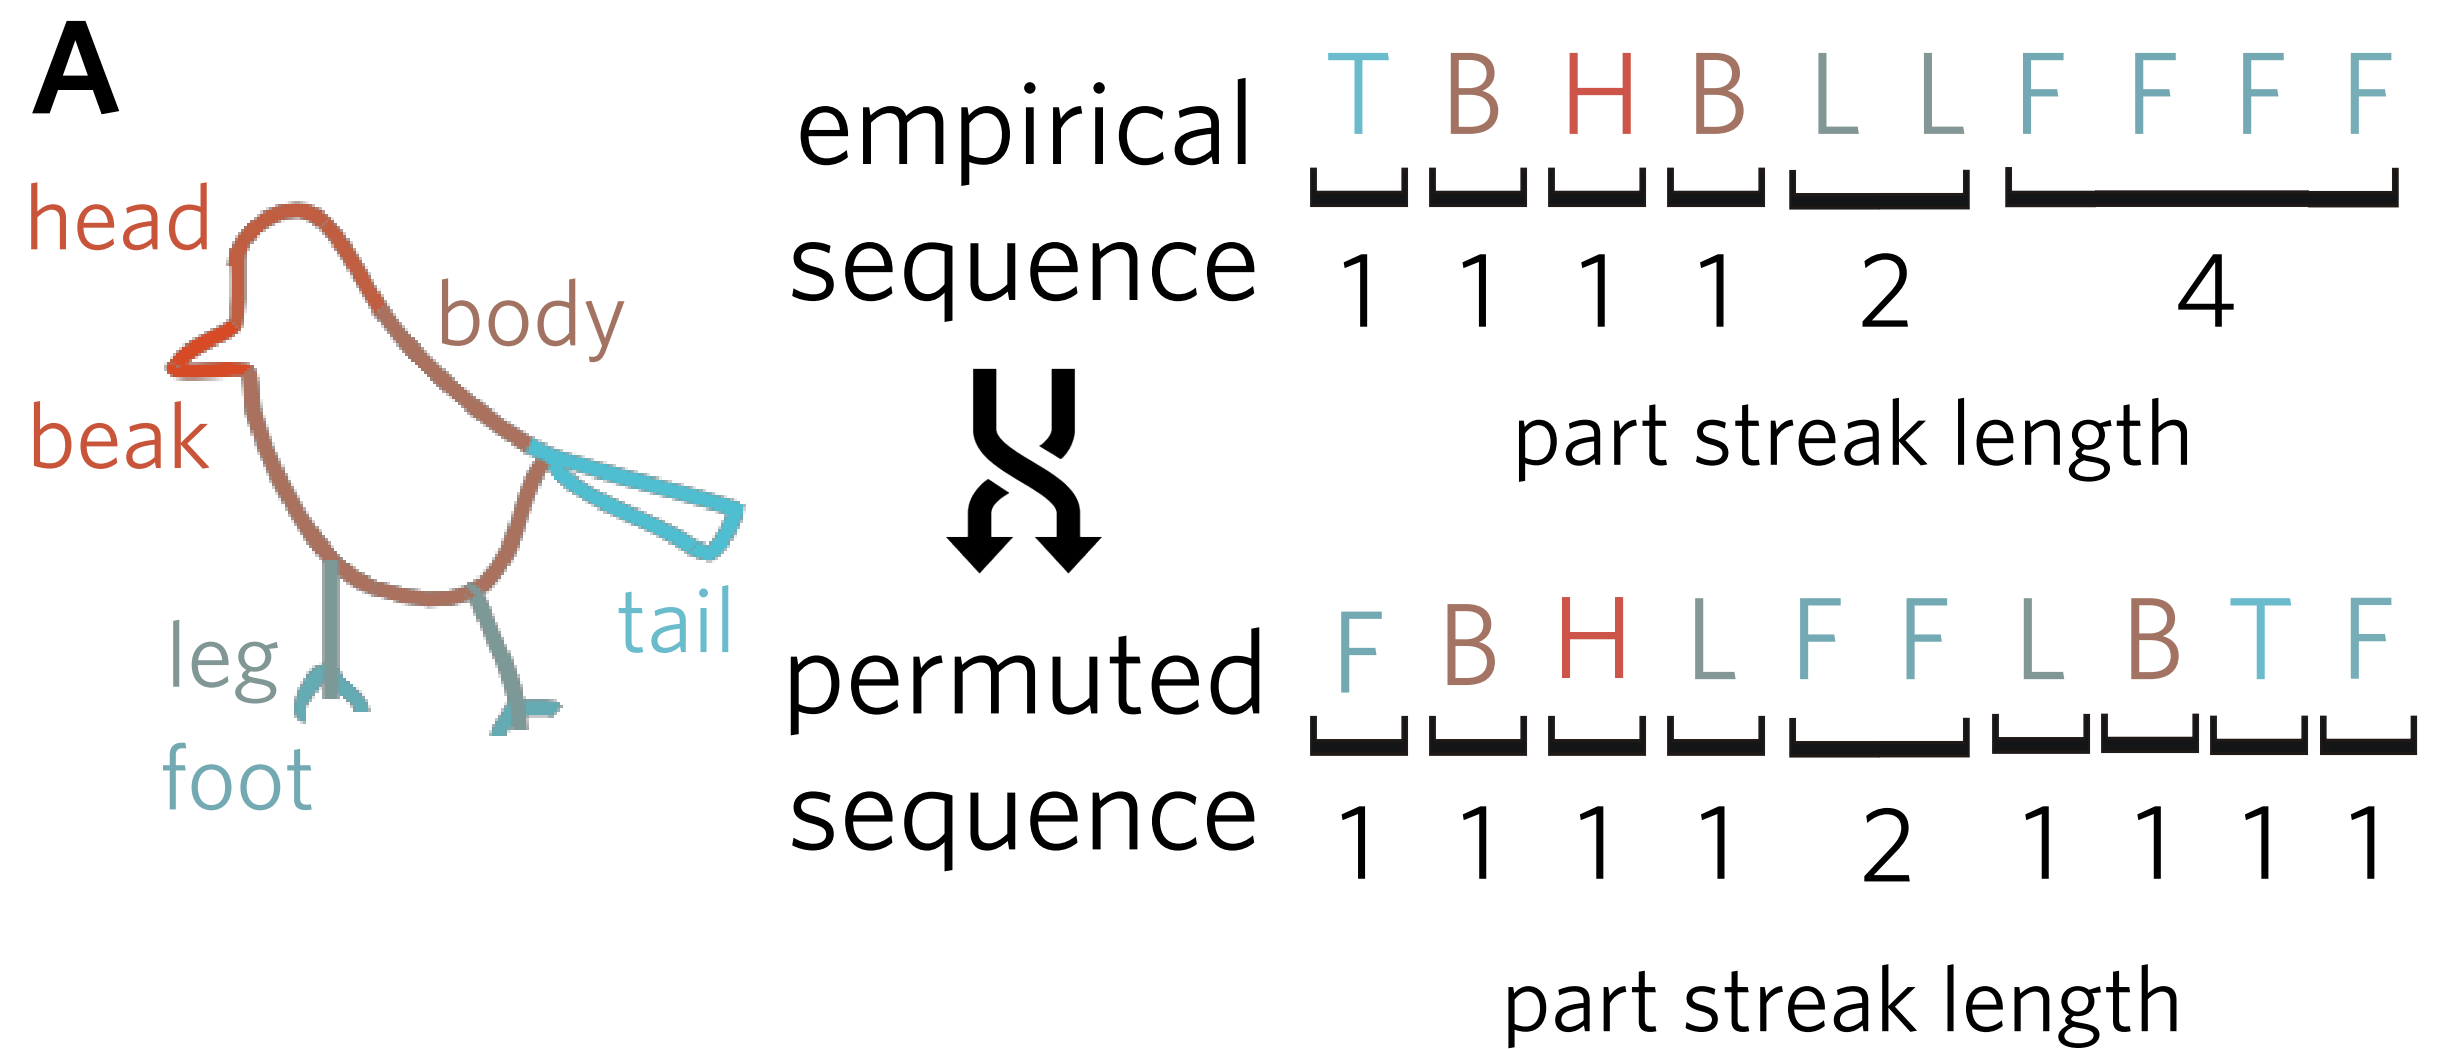 A
head
body
beak
leg
tail
foot
empirical
sequence
T B H B L L F F F F
1 1 1 1 2 4
part streak length
permuted
sequence
F B H L F F L B T F
1 1 1 1 2 1 1 1 1
part streak length